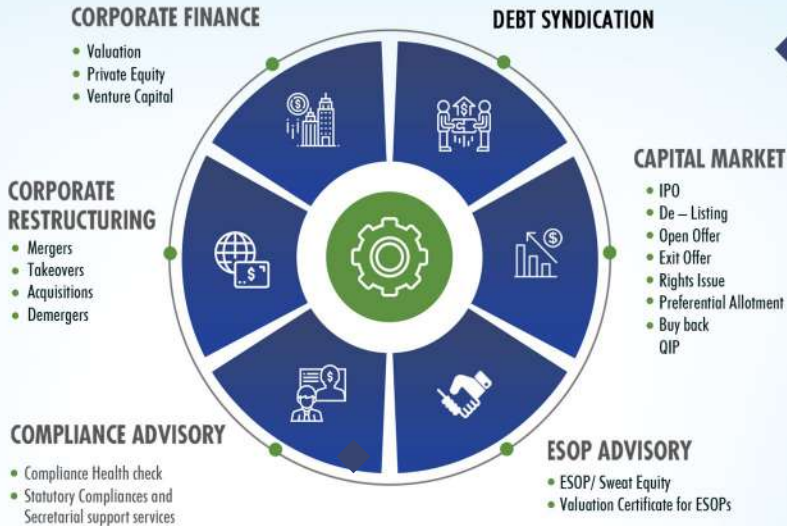 CORPORATE FINANCE
Valuation
Private Equity
Venture Capital
DEBT SYNDICATION
CAPITAL MARKET
IPO
De – Listing
Open Offer
Exit Offer
Rights Issue
Preferential Allotment
Buy back
QIP
CORPORATE
RESTRUCTURING
Mergers
Takeovers
Acquisitions
Demergers
COMPLIANCE ADVISORY
Compliance Health check
Statutory Compliances and
Secretarial support services
ESOP ADVISORY
ESOP/ Sweat Equity
Valuation Certificate for ESOPs